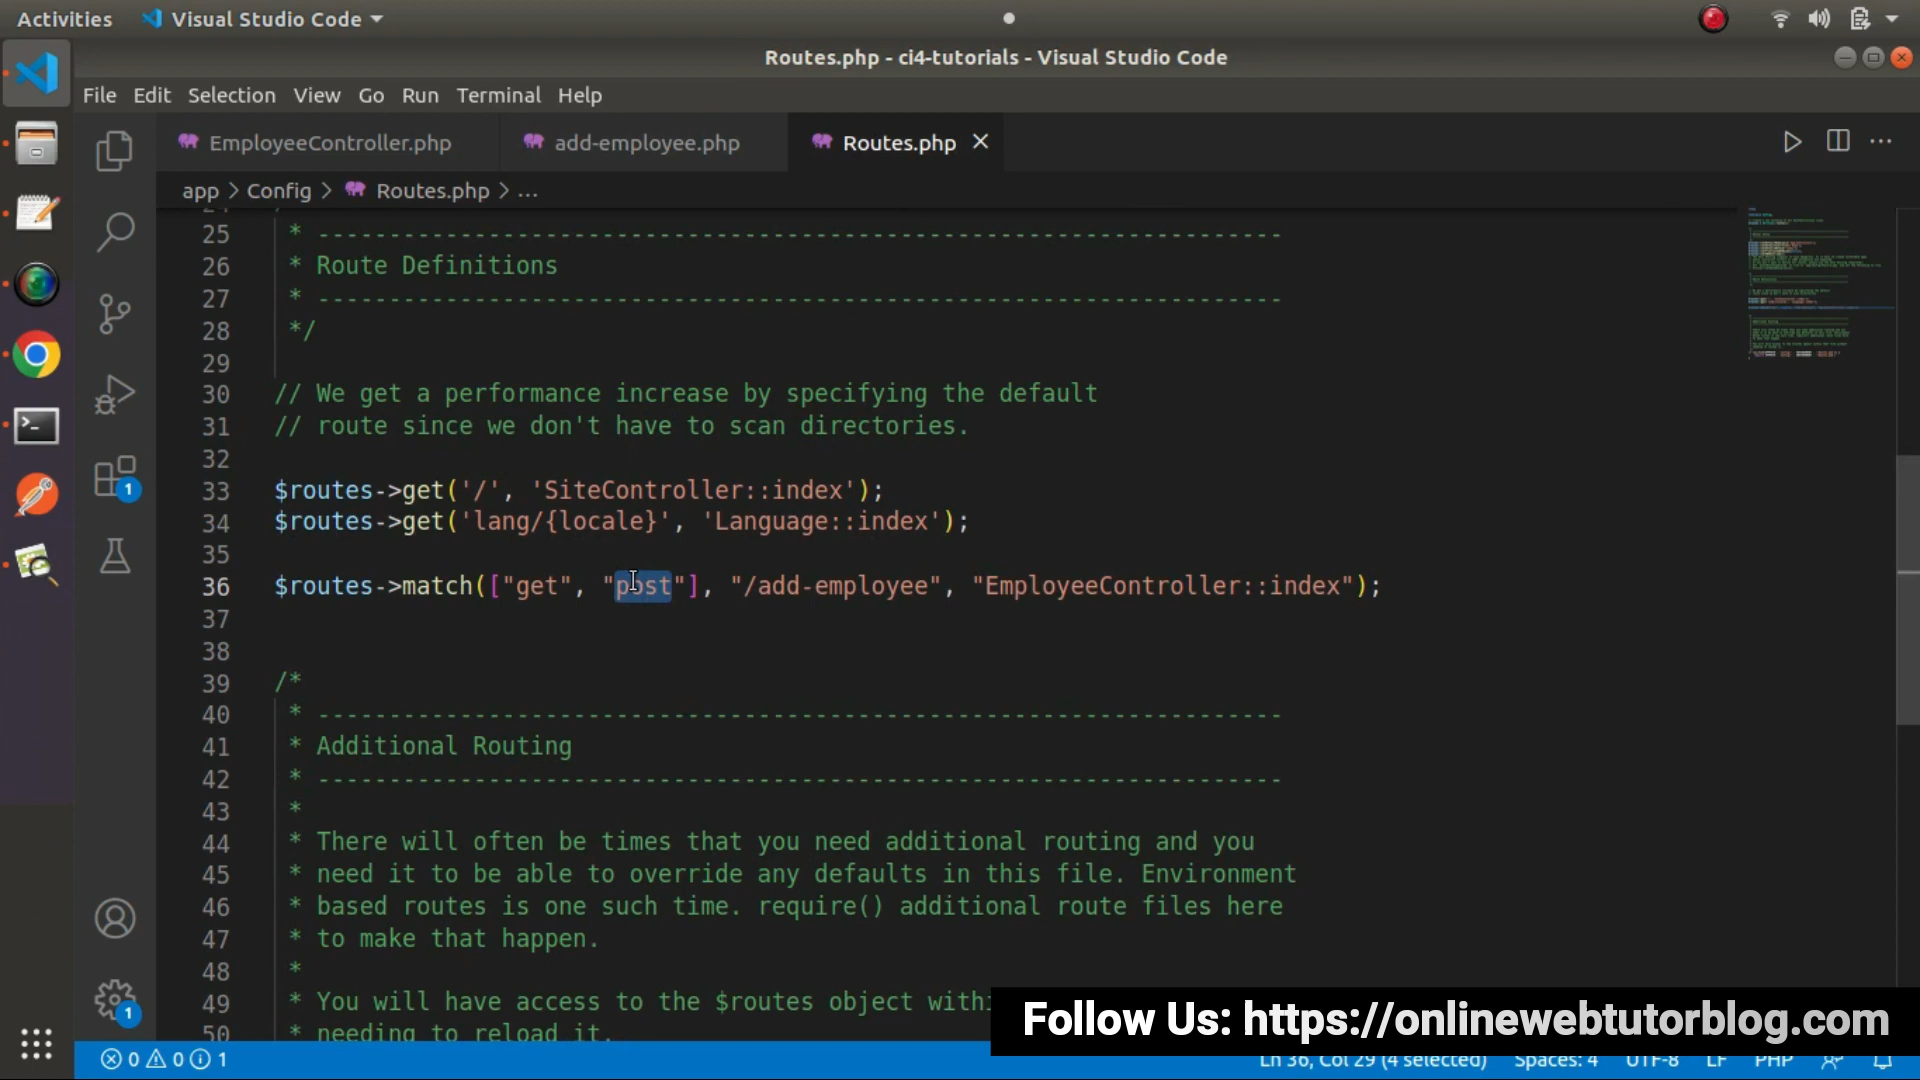 Activities
Visual Studio Code
Routes.php - ci4-tutorials - Visual Studio Code
File Edit Selection View Go Run Terminal Help
EmployeeController.php
add-employee.php
Routes.php
app > Config > Routes.php > ...
25 * --------------------------------------------------------------------
26 * Route Definitions
27 * --------------------------------------------------------------------
28 */
29
30 // We get a performance increase by specifying the default
31 // route since we don't have to scan directories.
32
33 $routes->get('/', 'SiteController::index');
34 $routes->get('lang/{locale}', 'Language::index');
35
36 $routes->match(["get", "post"], "/add-employee", "EmployeeController::index");
37
38
39 /*
40 * --------------------------------------------------------------------
41 * Additional Routing
42 * --------------------------------------------------------------------
43 *
44 * There will often be times that you need additional routing and you
45 * need it to be able to override any defaults in this file. Environment
46 * based routes is one such time. require() additional route files here
47 * to make that happen.
48 *
49 * You will have access to the $routes object withi
50 * needing to reload it.
1
1
Follow Us: https://onlinewebtutorblog.com
0 0 1
Ln 36, Col 29 (4 selected) Spaces: 4 UTF-8 LF PHP